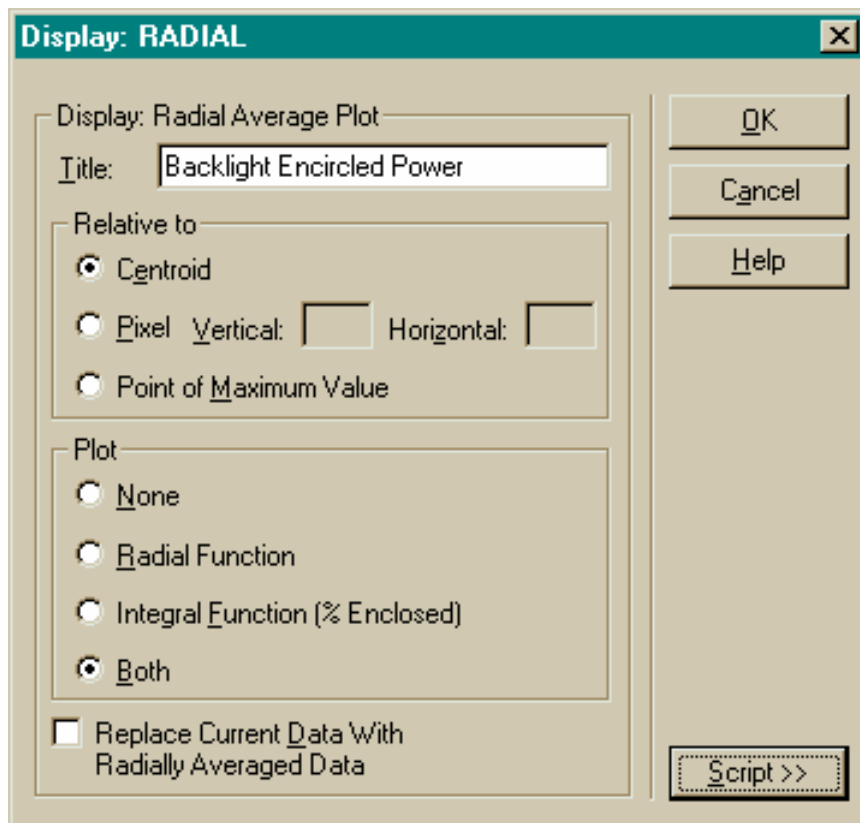 Display: RADIAL
Display: Radial Average Plot
Title: Backlight Encircled Power
Relative to
Centroid
Pixel Vertical: Horizontal:
Point of Maximum Value
Plot
None
Radial Function
Integral Function (% Enclosed)
Both
Replace Current Data With
Radially Averaged Data
OK
Cancel
Help
Script >>